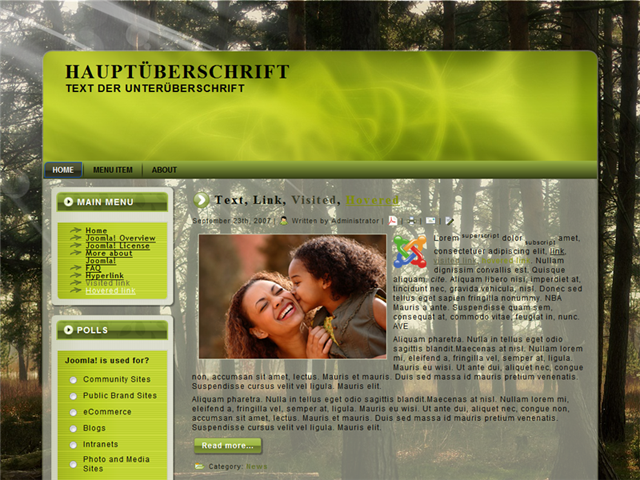 HAUPTÜBERSCHRIFT
TEXT DER UNTERÜBERSCHRIFT
HOME MENU ITEM ABOUT
MAIN MENU
Home
Joomla! Overview
Joomla! License
More about
Joomla!
FAQ
Hyperlink
Visited link
Hovered link
POLLS
Joomla! is used for?
Community Sites
Public Brand Sites
eCommerce
Blogs
Intranets
Photo and Media
Sites
Text, Link, Visited, Hovered
September 23th, 2007 | Written by Administrator |
Lorem superscript dolor subscript amet,
consectetuer adipiscing elit, link,
visited link, hovered link. Nullam
dignissim convallis est. Quisque
aliquam. cite. Aliquam libero nisi, imperdiet at,
tincidunt nec, gravida vehicula, nisl. Donec sed
tellus eget sapien fringilla nonummy. NBA
Mauris a ante. Suspendisse quam sem,
consequat at, commodo vitae, feugiat in, nunc.
AVE
Aliquam pharetra. Nulla in tellus eget odio
sagittis blandit.Maecenas at nisl. Nullam lorem
mi, eleifend a, fringilla vel, semper at, ligula.
Mauris eu wisi. Ut ante dui, aliquet nec, congue
non, accumsan sit amet, lectus. Mauris et mauris. Duis sed massa id mauris pretium venenatis.
Suspendisse cursus velit vel ligula. Mauris elit.
Aliquam pharetra. Nulla in tellus eget odio sagittis blandit.Maecenas at nisl. Nullam lorem mi,
eleifend a, fringilla vel, semper at, ligula. Mauris eu wisi. Ut ante dui, aliquet nec, congue non,
accumsan sit amet, lectus. Mauris et mauris. Duis sed massa id mauris pretium venenatis.
Suspendisse cursus velit vel ligula. Mauris elit.
Read more...
Category: News